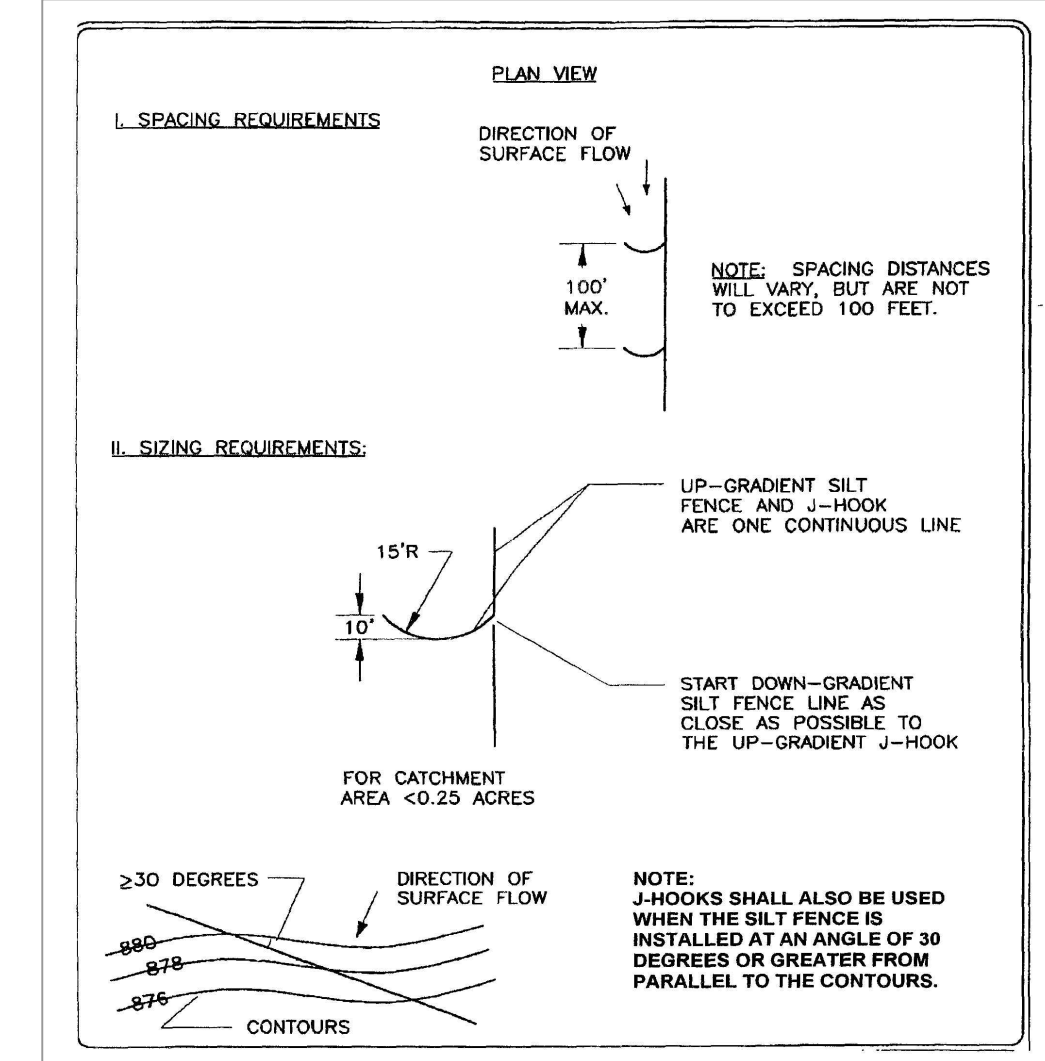 PLAN VIEW
I. SPACING REQUIREMENTS
DIRECTION OF
SURFACE FLOW
100'
MAX.
NOTE: SPACING DISTANCES
WILL VARY, BUT ARE NOT
TO EXCEED 100 FEET.
II. SIZING REQUIREMENTS:
UP-GRADIENT SILT
FENCE AND J-HOOK
ARE ONE CONTINUOUS LINE
15'R
10'
START DOWN-GRADIENT
SILT FENCE LINE AS
CLOSE AS POSSIBLE TO
THE UP-GRADIENT J-HOOK
FOR CATCHMENT
AREA <0.25 ACRES
≥30 DEGREES
DIRECTION OF
SURFACE FLOW
880
878
876
CONTOURS
NOTE:
J-HOOKS SHALL ALSO BE USED
WHEN THE SILT FENCE IS
INSTALLED AT AN ANGLE OF 30
DEGREES OR GREATER FROM
PARALLEL TO THE CONTOURS.